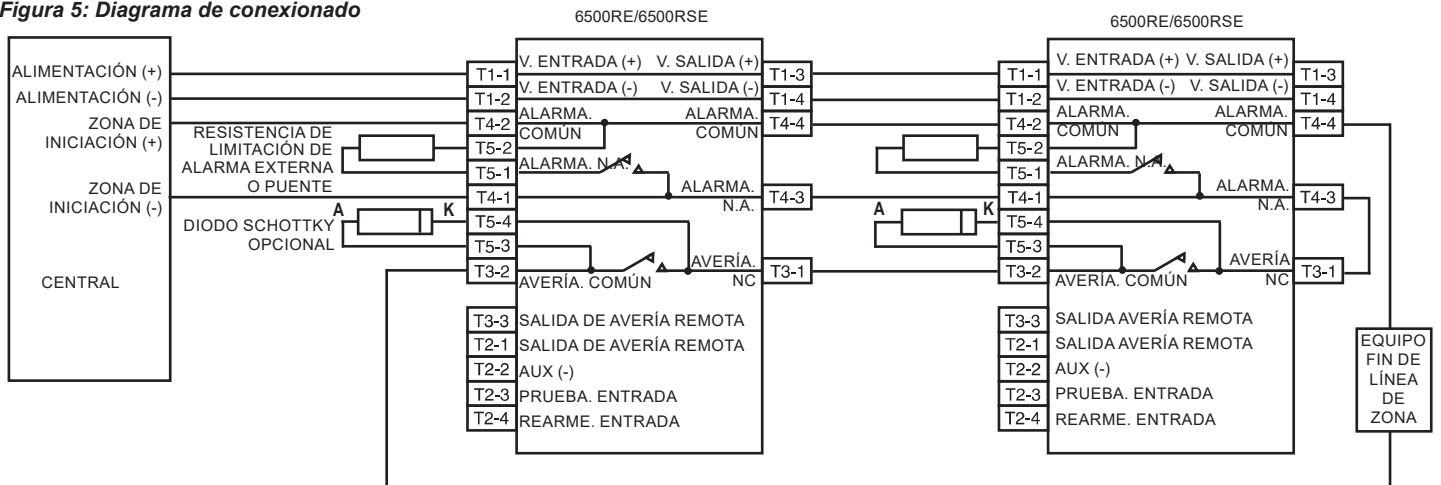 Figura 5: Diagrama de conexionado
6500RE/6500RSE
6500RE/6500RSE
ALIMENTACIÓN (+)
ALIMENTACIÓN (-)
ZONA DE
INICIACIÓN (+)
ZONA DE
INICIACIÓN (-)
CENTRAL
RESISTENCIA DE
LIMITACIÓN DE
ALARMA EXTERNA
O PUENTE
A
K
DIODO SCHOTTKY
OPCIONAL
T1-1
T1-2
T4-2
T5-2
T5-1
T4-1
T5-4
T5-3
T3-2
T3-3
T2-1
T2-2
T2-3
T2-4
V. ENTRADA (+) V. SALIDA (+)
V. ENTRADA (-) V. SALIDA (-)
ALARMA. ALARMA.
COMÚN COMÚN
ALARMA. N.A.
ALARMA.
N.A.
AVERÍA.
AVERÍA. COMÚN NC
SALIDA DE AVERÍA REMOTA
SALIDA DE AVERÍA REMOTA
AUX (-)
PRUEBA. ENTRADA
REARME. ENTRADA
T1-3
T1-4
T4-4
T4-3
T3-1
A
K
T1-1
T1-2
T4-2
T5-2
T5-1
T4-1
T5-4
T5-3
T3-2
T3-3
T2-1
T2-2
T2-3
T2-4
V. ENTRADA (+) V. SALIDA (+)
V. ENTRADA (-) V. SALIDA (-)
ALARMA. ALARMA.
COMÚN COMÚN
ALARMA. N.A.
ALARMA.
N.A.
AVERÍA
AVERÍA. COMÚN NC
SALIDA AVERÍA REMOTA
SALIDA AVERÍA REMOTA
AUX (-)
PRUEBA. ENTRADA
REARME. ENTRADA
T1-3
T1-4
T4-4
T4-3
T3-1
EQUIPO
FIN DE
LÍNEA
DE
ZONA